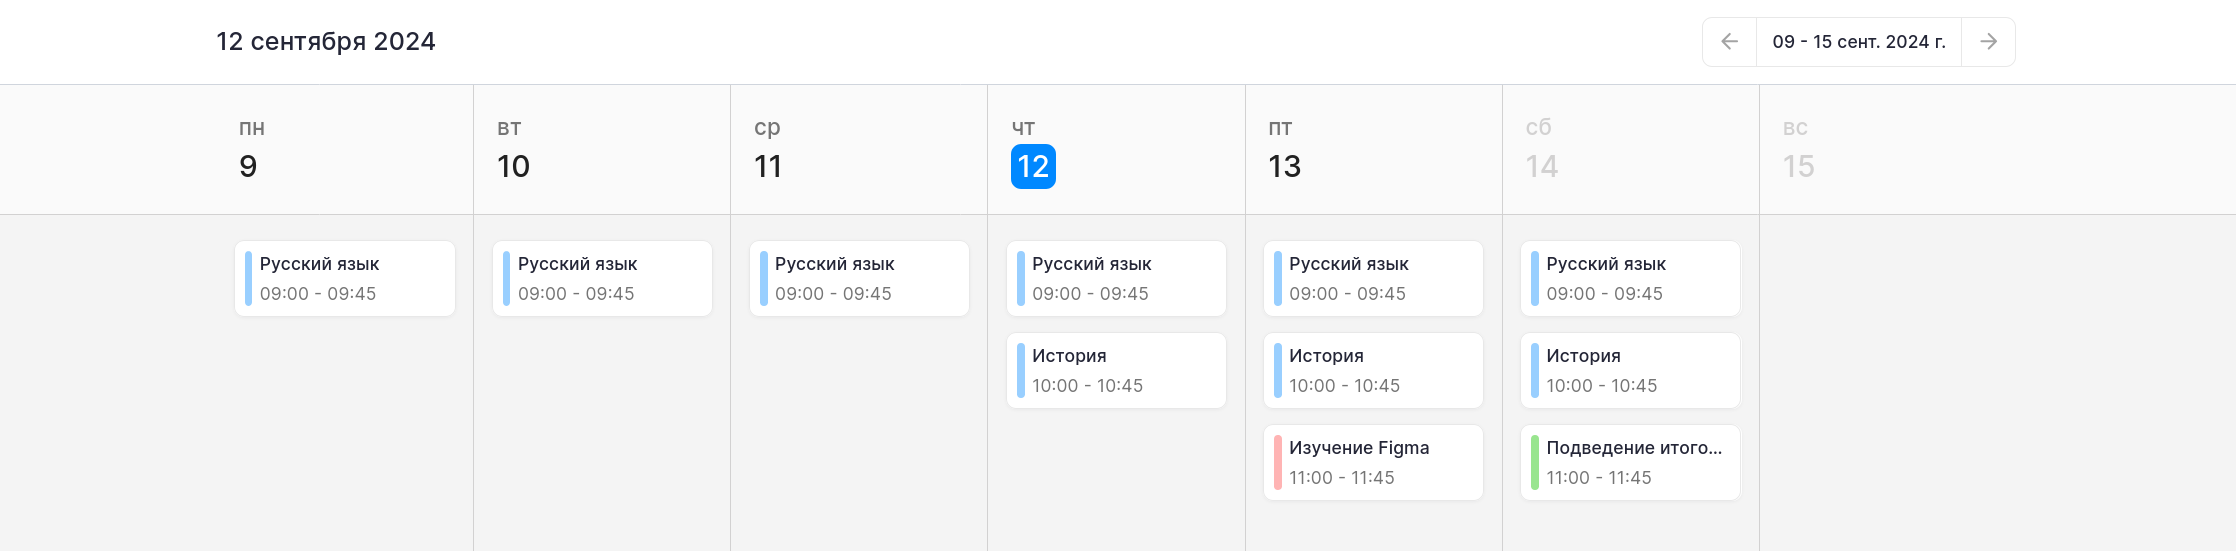 12 сентября 2024
09 - 15 сент. 2024 г.
пн
9
вт
10
ср
11
чт
12
пт
13
сб
14
вс
15
Русский язык
09:00 - 09:45
Русский язык
09:00 - 09:45
Русский язык
09:00 - 09:45
Русский язык
09:00 - 09:45
История
10:00 - 10:45
Русский язык
09:00 - 09:45
История
10:00 - 10:45
Изучение Figma
11:00 - 11:45
Русский язык
09:00 - 09:45
История
10:00 - 10:45
Подведение итого...
11:00 - 11:45